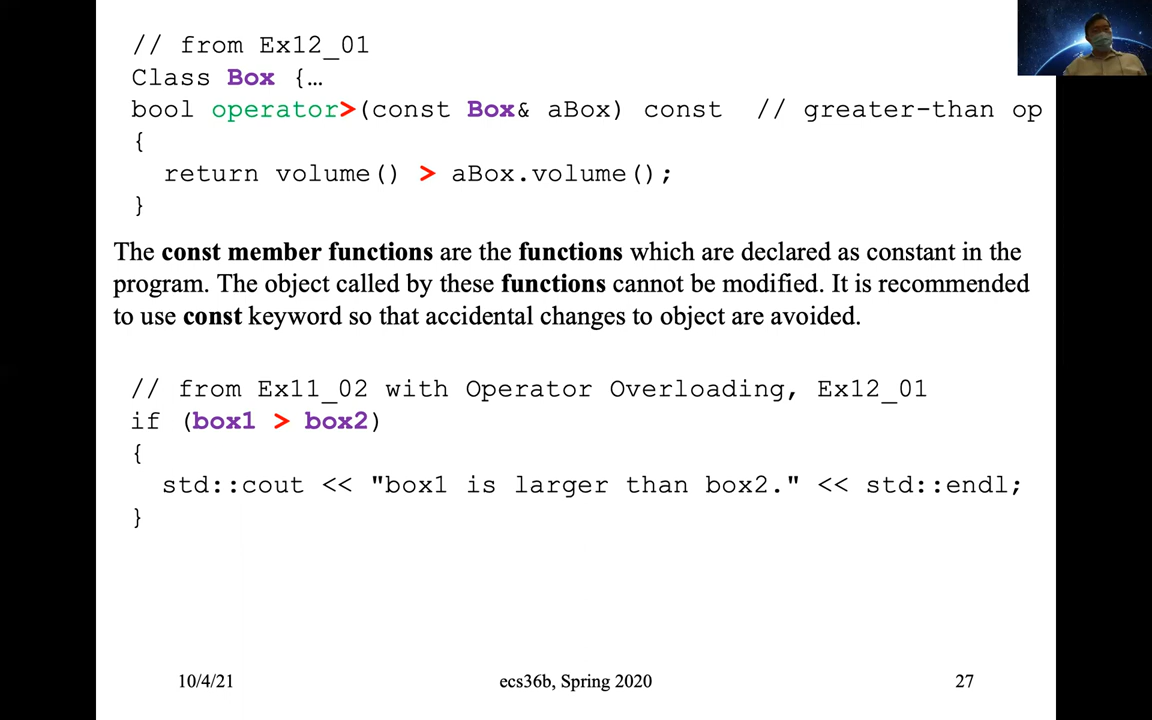 // from Ex12_01
Class Box {…
bool operator>(const Box& aBox) const  // greater-than op
{
  return volume() > aBox.volume();
}
The const member functions are the functions which are declared as constant in the
program. The object called by these functions cannot be modified. It is recommended
to use const keyword so that accidental changes to object are avoided.
// from Ex11_02 with Operator Overloading, Ex12_01
if (box1 > box2)
{
  std::cout << "box1 is larger than box2." << std::endl;
}
10/4/21 ecs36b, Spring 2020 27